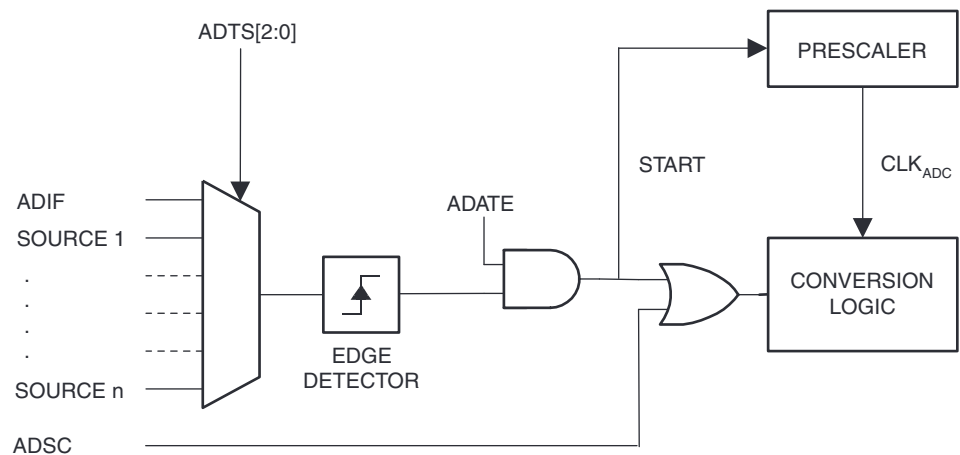 ADTS[2:0]
PRESCALER
START
CLKADC
ADIF
SOURCE 1
.
.
.
.
SOURCE n
ADSC
EDGE
DETECTOR
ADATE
CONVERSION
LOGIC